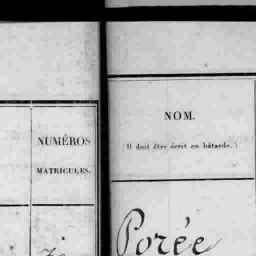 NUMÉROS
MATRICULES.
NOM.
(Il doit être écrit en bâtarde.)
Porée